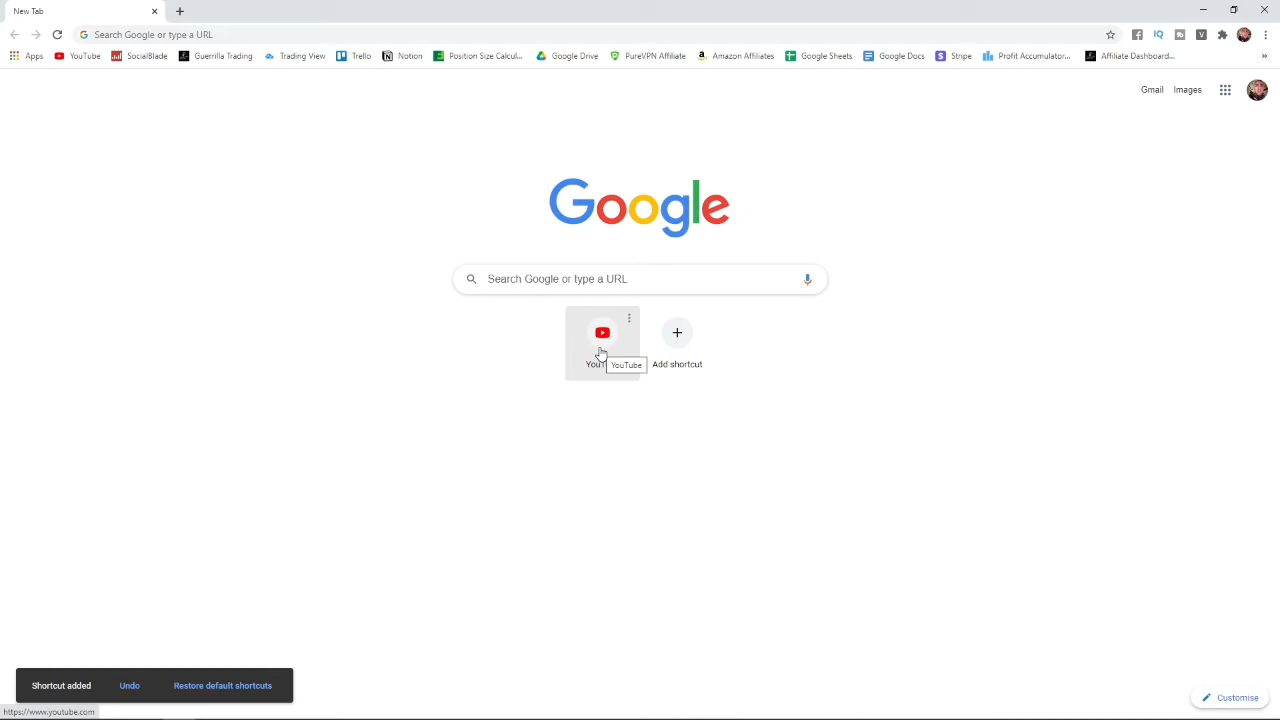 New Tab
Search Google or type a URL
Apps YouTube SocialBlade Guerrilla Trading Trading View Trello Notion Position Size Calcul... Google Drive PureVPN Affiliate Amazon Affiliates Google Sheets Google Docs Stripe Profit Accumulator... Affiliate Dashboard... »
Gmail Images
Google
Search Google or type a URL
YouT YouTube Add shortcut
Shortcut added Undo Restore default shortcuts
Customise
https://www.youtube.com